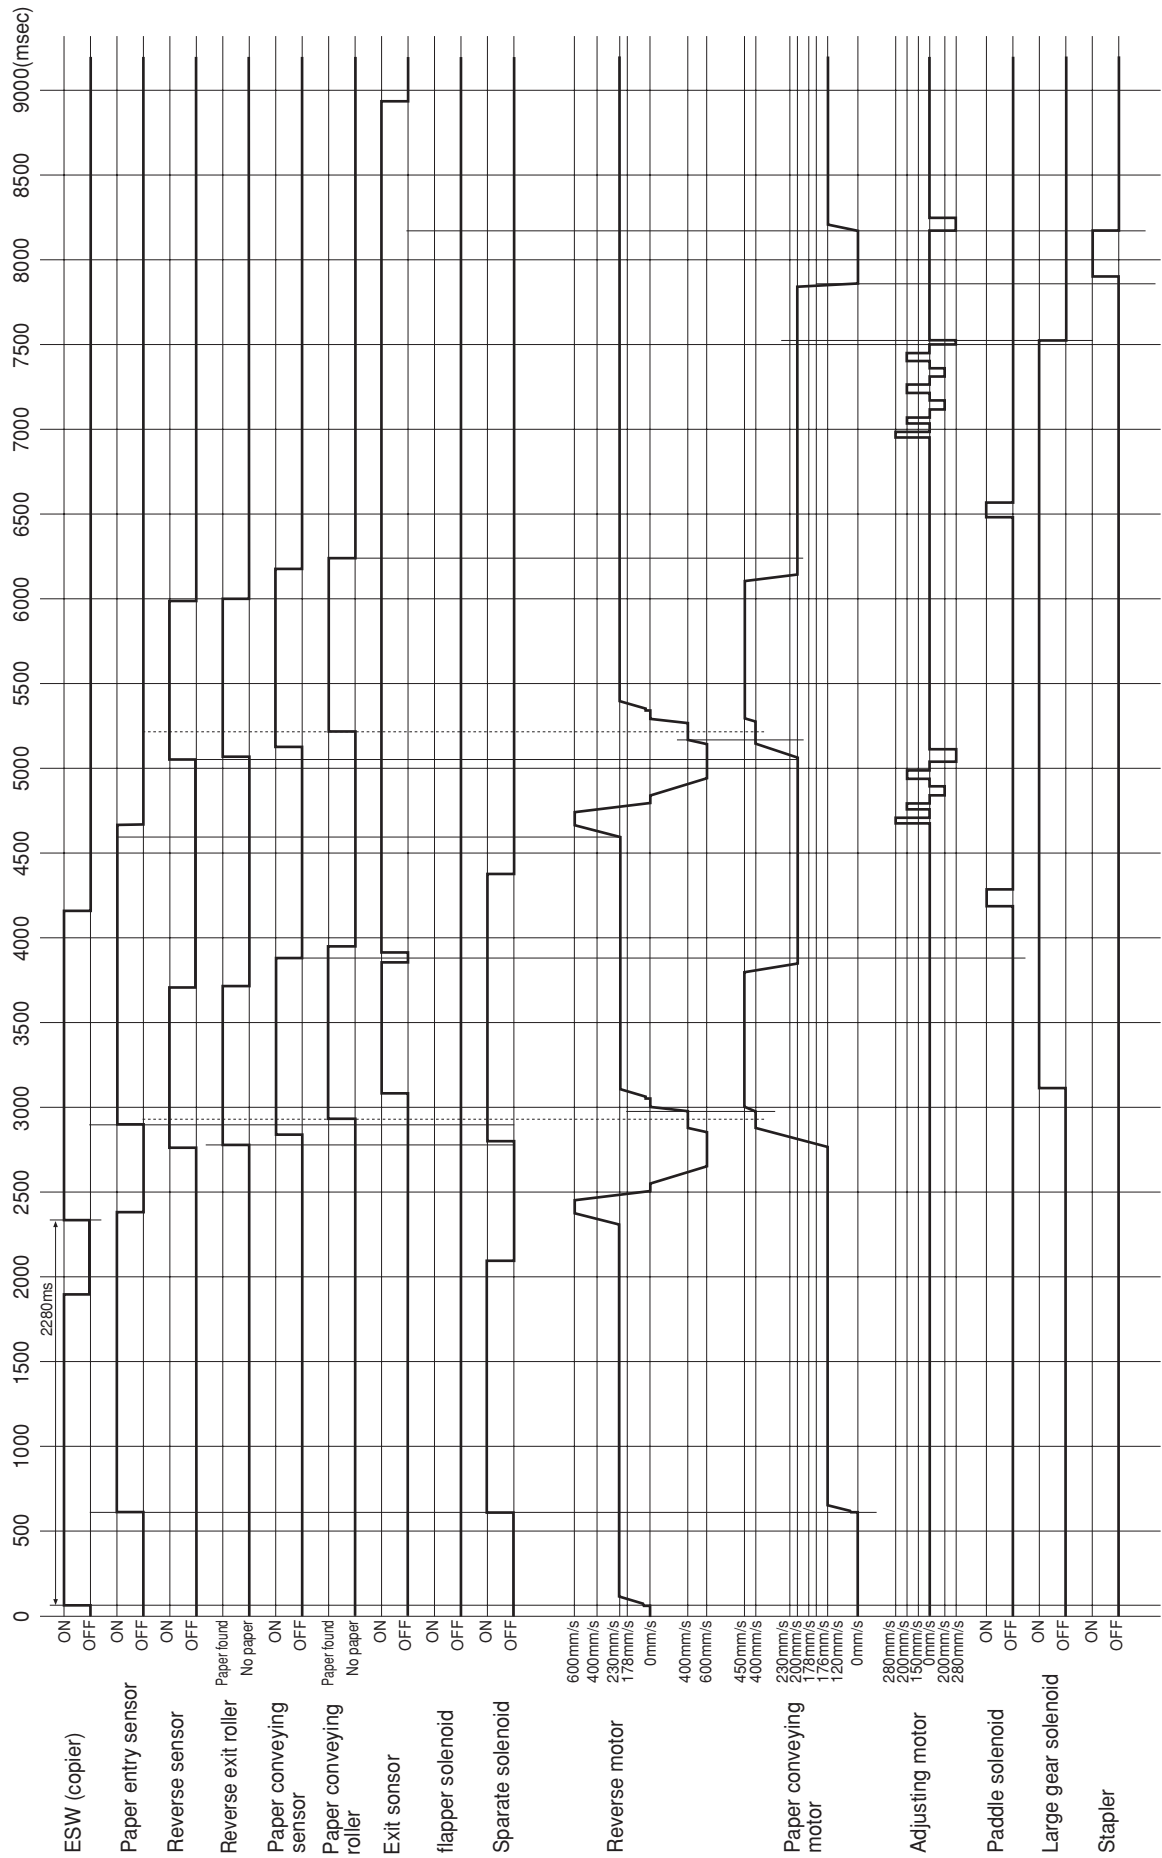 0 500 1000 1500 2000 2500 3000 3500 4000 4500 5000 5500 6000 6500 7000 7500 8000 8500 9000(msec)
2280ms
ESW (copier)
ON
OFF
Paper entry sensor
ON
OFF
Reverse sensor
ON
OFF
Reverse exit roller
Paper found
No paper
Paper conveying
sensor
ON
OFF
Paper conveying
roller
Paper found
No paper
Exit sonsor
ON
OFF
flapper solenoid
ON
OFF
Sparate solenoid
ON
OFF
Reverse motor
600mm/s
400mm/s
230mm/s
178mm/s
0mm/s
400mm/s
600mm/s
Paper conveying
motor
450mm/s
400mm/s
230mm/s
200mm/s
178mm/s
176mm/s
120mm/s
0mm/s
Adjusting motor
280mm/s
200mm/s
150mm/s
0mm/s
200mm/s
280mm/s
Paddle solenoid
ON
OFF
Large gear solenoid
ON
OFF
Stapler
ON
OFF